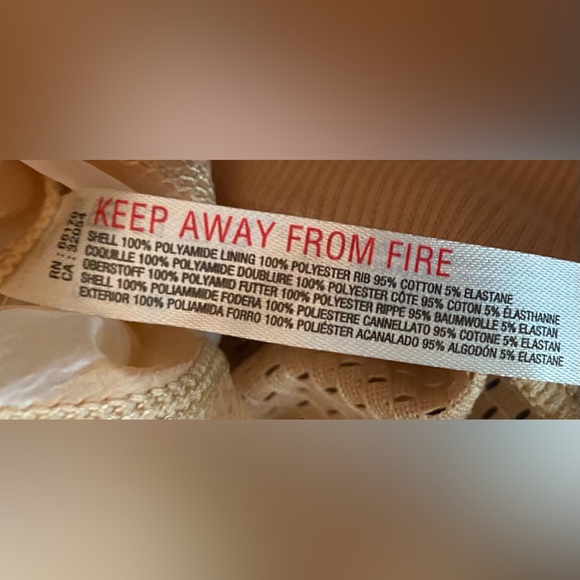 KEEP AWAY FROM FIRE
SHELL 100% POLYAMIDE LINING 100% POLYESTER RIB 95% COTTON 5% ELASTANE
COQUILLE 100% POLYAMIDE DOUBLURE 100% POLYESTER CÔTE 95% COTON 5% ÉLASTHANNE
OBERSTOFF 100% POLYAMID FUTTER 100% POLYESTER RIPPE 95% BAUMWOLLE 5% ELASTAN
SHELL 100% POLIAMMIDE FODERA 100% POLIESTERE CANNELLATO 95% COTONE 5% ELASTAN
EXTERIOR 100% POLIAMIDA FORRO 100% POLIÉSTER ACANALADO 95% ALGODÓN 5% ELASTANE
RN : 66170
CA : 32054